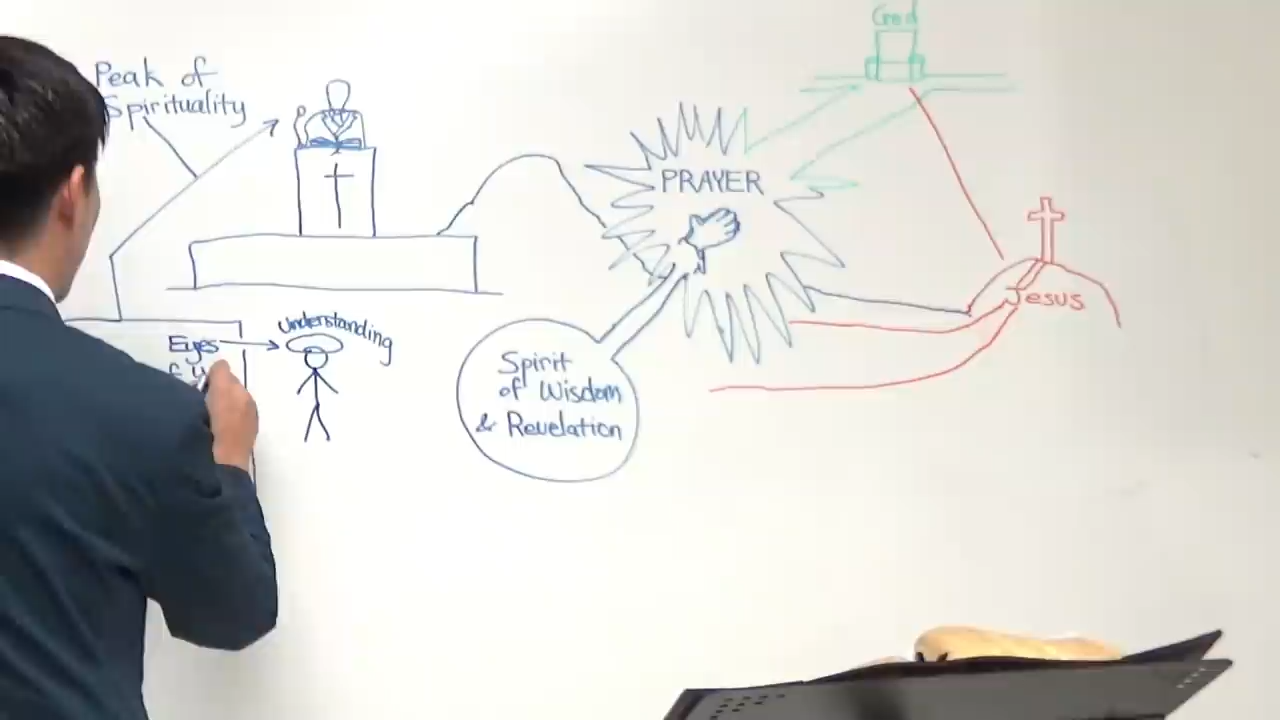 God
Peak of
Spirituality
PRAYER
Jesus
understanding
Eyes
Spirit
of Wisdom
& Revelation